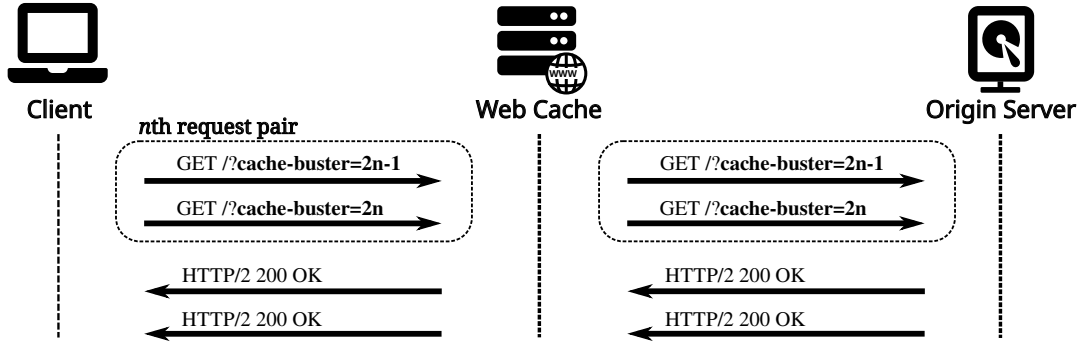 www
Client
Web Cache
Origin Server
nth request pair
GET /?cache-buster=2n-1
GET /?cache-buster=2n-1
GET /?cache-buster=2n
GET /?cache-buster=2n
HTTP/2 200 OK
HTTP/2 200 OK
HTTP/2 200 OK
HTTP/2 200 OK